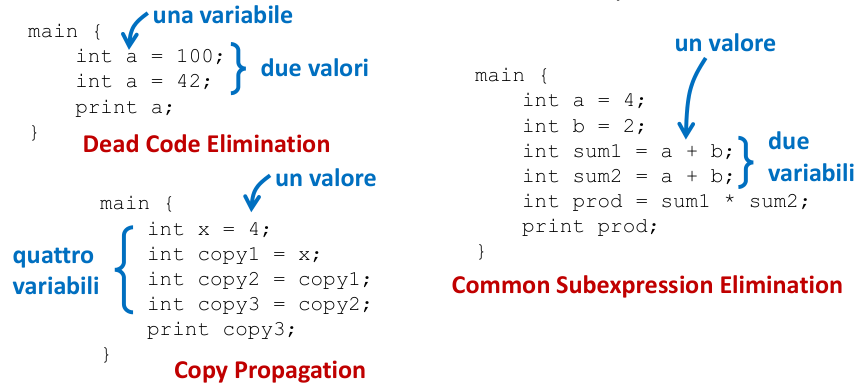 una variabile
main {
int a = 100;
int a = 42;
print a;
}
due valori
Dead Code Elimination
un valore
main {
int x = 4;
int copy1 = x;
int copy2 = copy1;
int copy3 = copy2;
print copy3;
}
quattro
variabili
Copy Propagation
un valore
main {
int a = 4;
int b = 2;
int sum1 = a + b;
int sum2 = a + b;
int prod = sum1 * sum2;
print prod;
}
due
variabili
Common Subexpression Elimination